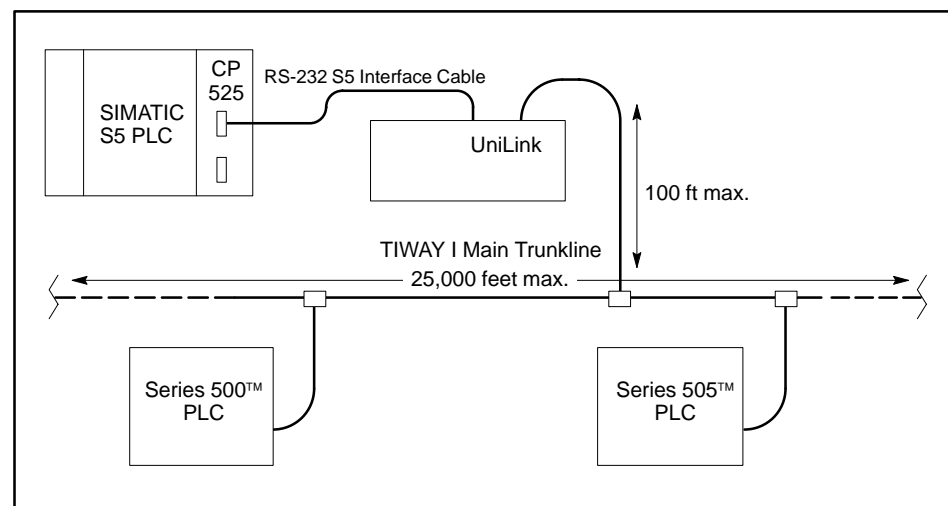 CP
525
RS-232 S5 Interface Cable
SIMATIC
S5 PLC
UniLink
100 ft max.
TIWAY I Main Trunkline
25,000 feet max.
Series 500™
PLC
Series 505™
PLC